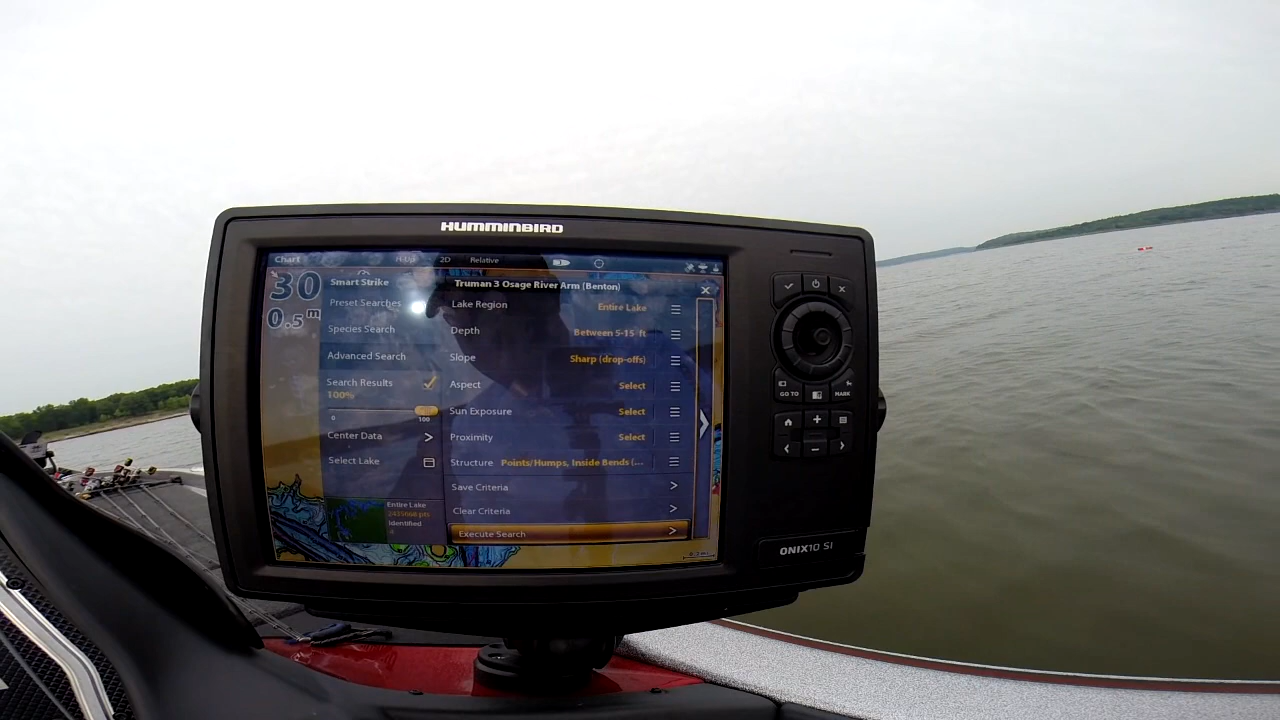 HUMMINBIRD
Chart H-Up 2D Relative
30
0.5 m
Smart Strike
Preset Searches
Species Search
Advanced Search
Search Results
100%
0 100
Center Data >
Select Lake
Entire Lake
Identified
Truman 3 Osage River Arm (Benton) X
Lake Region Entire Lake
Depth Between 5-15 ft
Slope Sharp (drop-offs)
Aspect Select
Sun Exposure Select
Proximity Select
Structure Points/Humps, Inside Bends (...
Save Criteria >
Clear Criteria >
Execute Search >
GO TO
MARK
ONIX10 SI